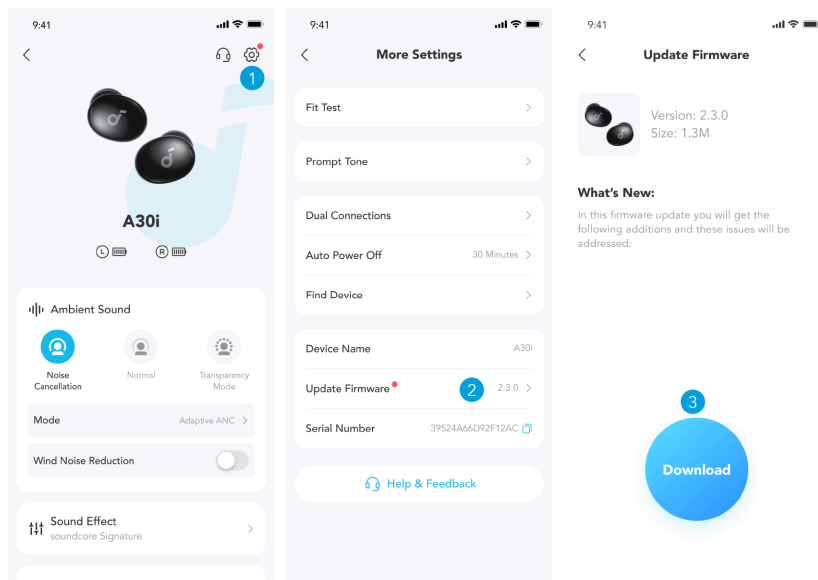 9:41
1
A30i
L
R
Ambient Sound
Noise
Cancellation
Normal
Transparency
Mode
Mode
Adaptive ANC
Wind Noise Reduction
Sound Effect
soundcore Signature
9:41
More Settings
Fit Test
Prompt Tone
Dual Connections
Auto Power Off
30 Minutes
Find Device
Device Name
A30i
Update Firmware
2
2.3.0
Serial Number
39524A66D92F12AC
Help & Feedback
9:41
Update Firmware
Version: 2.3.0
Size: 1.3M
What's New:
In this firmware update you will get the
following additions and these issues will be
addressed:
3
Download